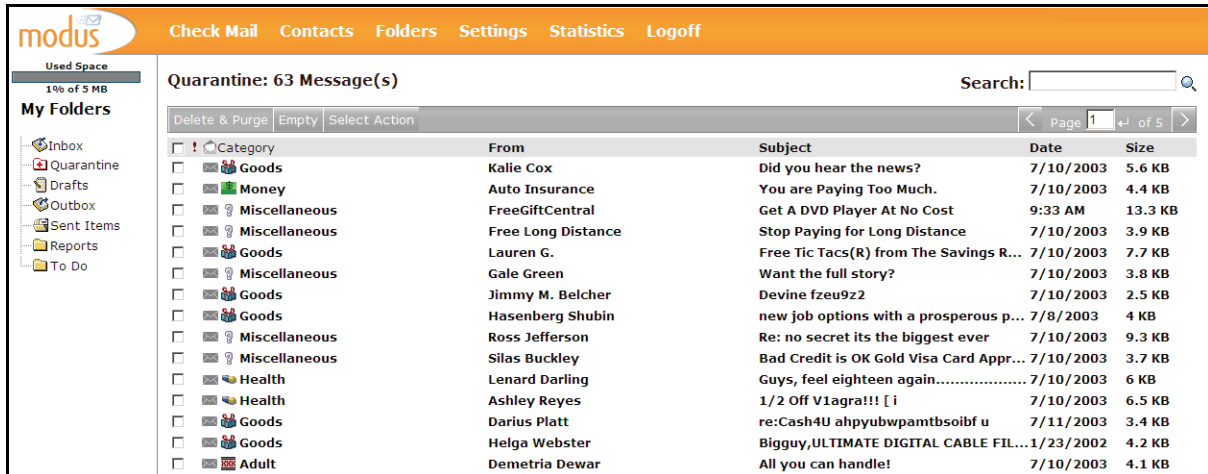 modus
Check Mail Contacts Folders Settings Statistics Logoff
Used Space
1% of 5 MB
My Folders
Inbox
Quarantine
Drafts
Outbox
Sent Items
Reports
To Do
Quarantine: 63 Message(s)
Search:
Delete & Purge Empty Select Action
Page 1 of 5
! Category From Subject Date Size
Goods Kalie Cox Did you hear the news? 7/10/2003 5.6 KB
Money Auto Insurance You are Paying Too Much. 7/10/2003 4.4 KB
? Miscellaneous FreeGiftCentral Get A DVD Player At No Cost 9:33 AM 13.3 KB
? Miscellaneous Free Long Distance Stop Paying for Long Distance 7/10/2003 3.9 KB
Goods Lauren G. Free Tic Tacs(R) from The Savings R... 7/10/2003 7.7 KB
? Miscellaneous Gale Green Want the full story? 7/10/2003 3.8 KB
Goods Jimmy M. Belcher Devine fzeu9z2 7/10/2003 2.5 KB
Goods Hasenberg Shubin new job options with a prosperous p... 7/8/2003 4 KB
? Miscellaneous Ross Jefferson Re: no secret its the biggest ever 7/10/2003 9.3 KB
? Miscellaneous Silas Buckley Bad Credit is OK Gold Visa Card Appr... 7/10/2003 3.7 KB
Health Lenard Darling Guys, feel eighteen again................... 7/10/2003 6 KB
Health Ashley Reyes 1/2 Off V1agra!!! [ i 7/10/2003 6.5 KB
Goods Darius Platt re:Cash4U ahpyubwpamtbsoibf u 7/11/2003 3.4 KB
Goods Helga Webster Bigguy,ULTIMATE DIGITAL CABLE FIL... 1/23/2002 4.2 KB
XXX Adult Demetria Dewar All you can handle! 7/10/2003 4.1 KB